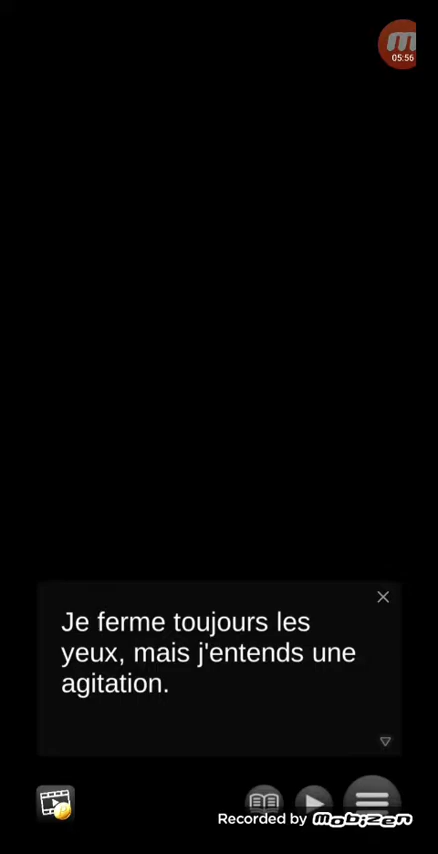 05:56
Je ferme toujours les
yeux, mais j'entends une
agitation.
Recorded by mobizen